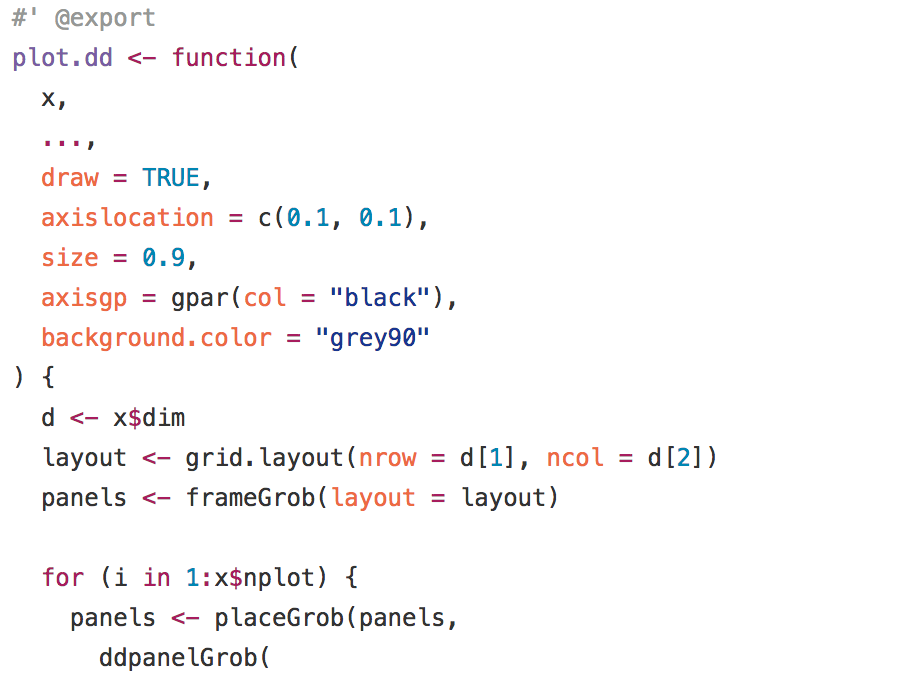 #' @export
plot.dd <- function(
  x,
  ...,
  draw = TRUE,
  axislocation = c(0.1, 0.1),
  size = 0.9,
  axisgp = gpar(col = "black"),
  background.color = "grey90"
) {
  d <- x$dim
  layout <- grid.layout(nrow = d[1], ncol = d[2])
  panels <- frameGrob(layout = layout)

  for (i in 1:x$nplot) {
    panels <- placeGrob(panels,
      ddpanelGrob(